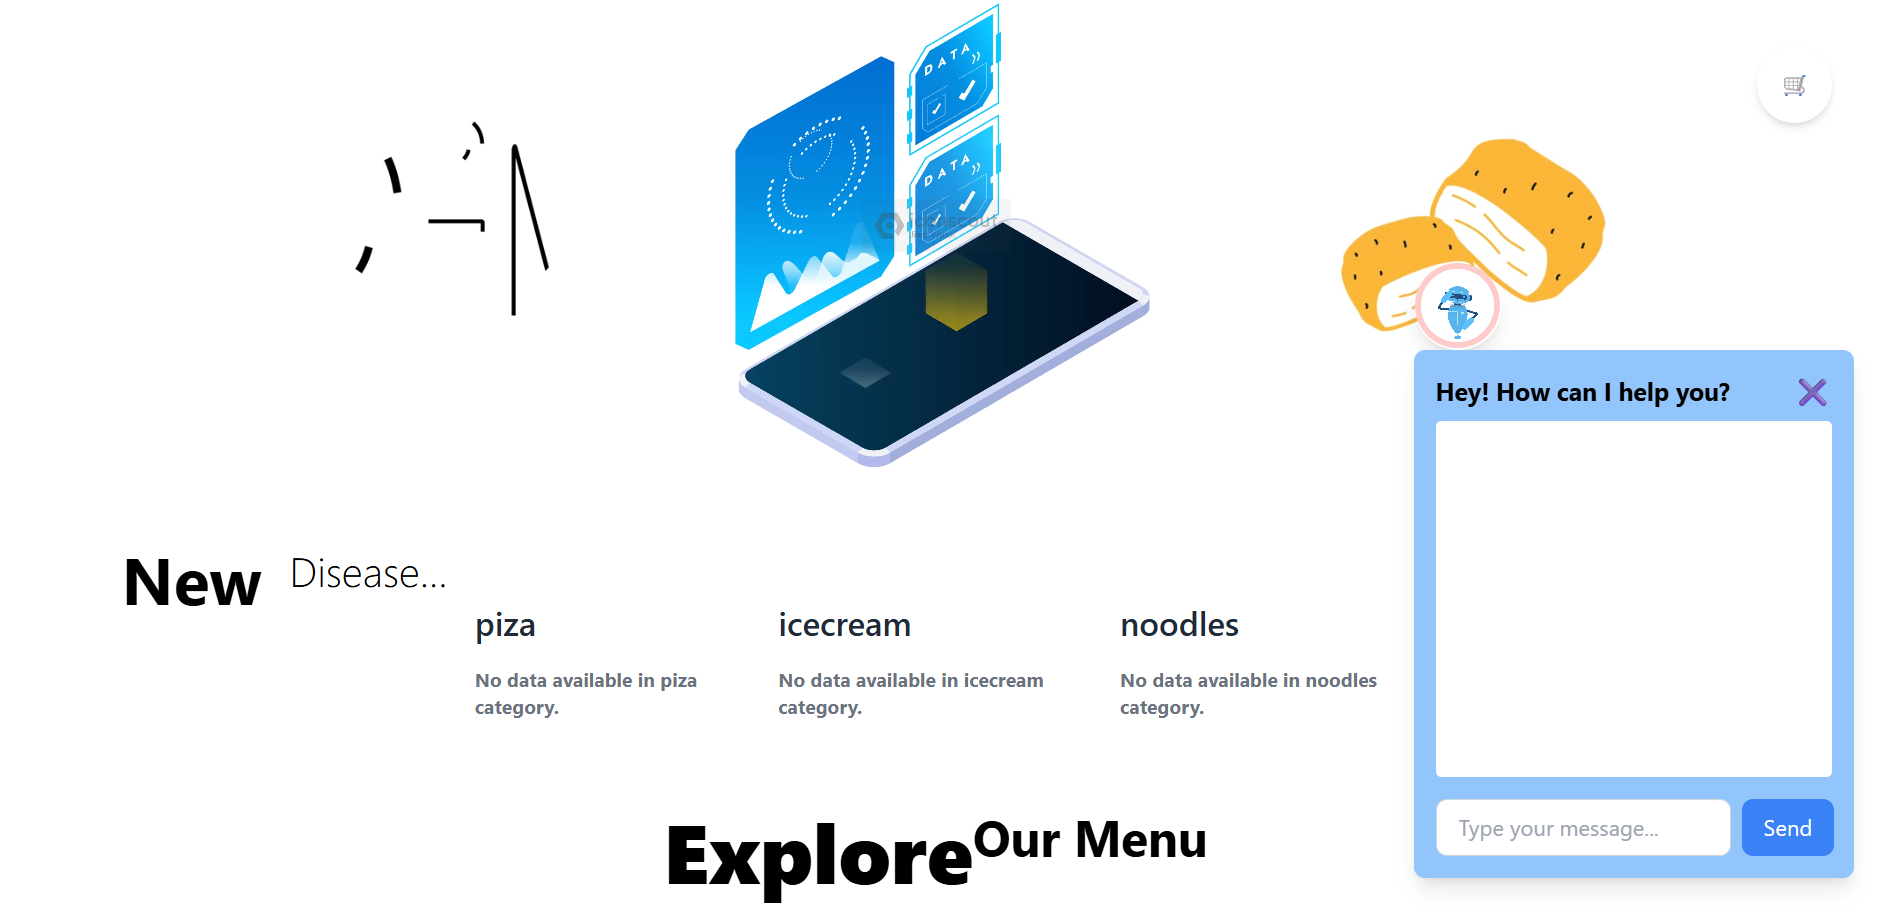 DATA
DATA
iconscout
Hey! How can I help you?
New Disease...
piza
No data available in piza
category.
icecream
No data available in icecream
category.
noodles
No data available in noodles
category.
Type your message...
Send
Explore Our Menu